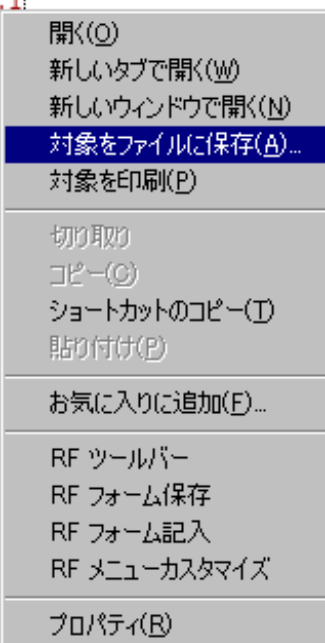 開く(O)
新しいタブで開く(W)
新しいウィンドウで開く(N)
対象をファイルに保存(A)...
対象を印刷(P)
切り取り
コピー(C)
ショートカットのコピー(T)
貼り付け(P)
お気に入りに追加(F)...
RF ツールバー
RF フォーム保存
RF フォーム記入
RF メニューカスタマイズ
プロパティ(R)